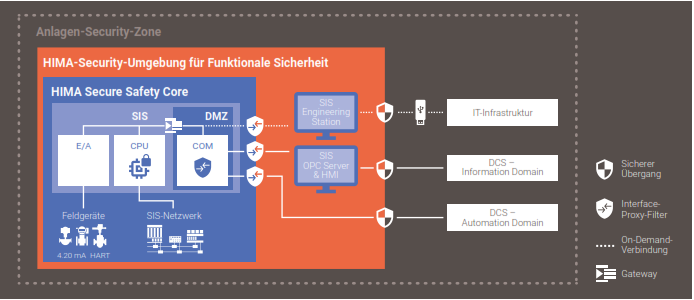 Anlagen-Security-Zone
HIMA-Security-Umgebung für Funktionale Sicherheit
HIMA Secure Safety Core
SIS
DMZ
E/A
CPU
COM
Feldgeräte
SIS-Netzwerk
4.20 mA HART
SIS
Engineering
Station
SIS
OPC Server
& HMI
IT-Infrastruktur
DCS –
Information Domain
DCS –
Automation Domain
Sicherer
Übergang
Interface-
Proxy-Filter
On-Demand-
Verbindung
Gateway